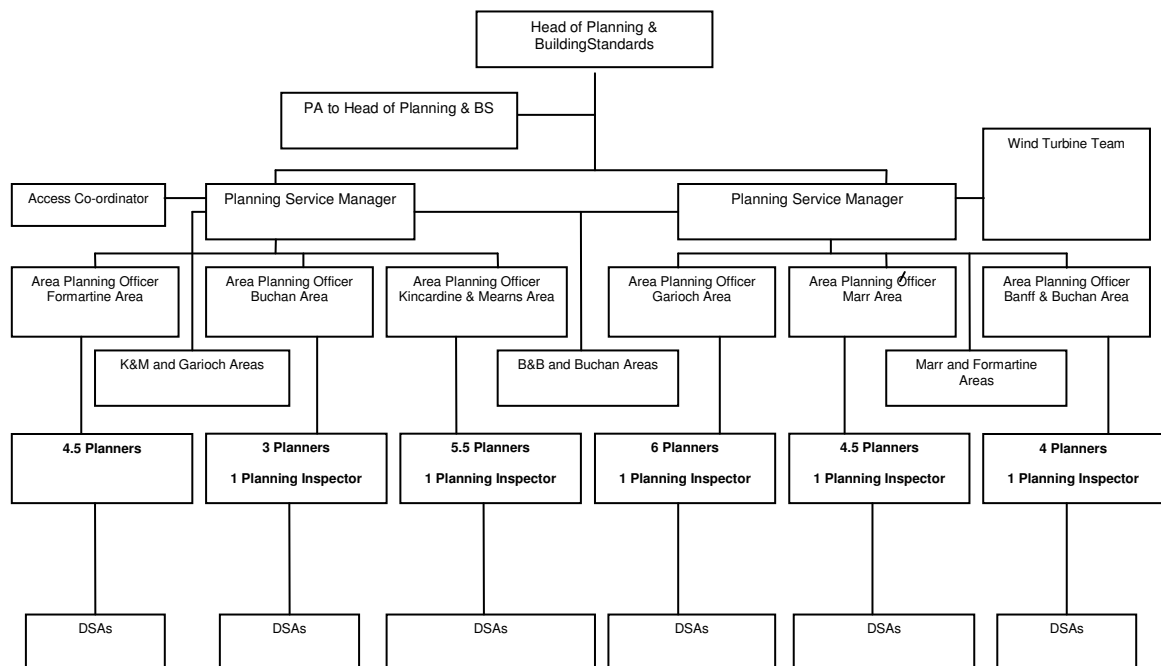 Head of Planning &
BuildingStandards
PA to Head of Planning & BS
Wind Turbine Team
Access Co-ordinator
Planning Service Manager
Planning Service Manager
Area Planning Officer
Formartine Area
Area Planning Officer
Buchan Area
Area Planning Officer
Kincardine & Mearns Area
Area Planning Officer
Garioch Area
Area Planning Officer
Marr Area
Area Planning Officer
Banff & Buchan Area
K&M and Garioch Areas
B&B and Buchan Areas
Marr and Formartine
Areas
4.5 Planners
3 Planners
1 Planning Inspector
5.5 Planners
1 Planning Inspector
6 Planners
1 Planning Inspector
4.5 Planners
1 Planning Inspector
4 Planners
1 Planning Inspector
DSAs
DSAs
DSAs
DSAs
DSAs
DSAs